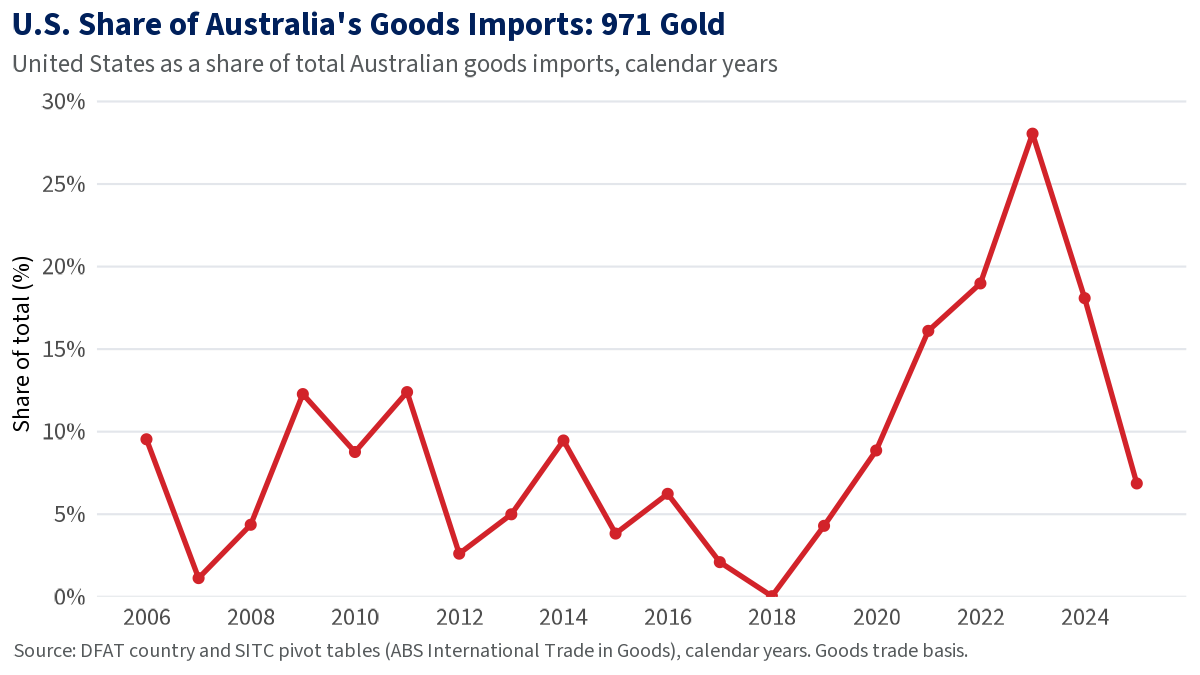 U.S. Share of Australia's Goods Imports: 971 Gold
United States as a share of total Australian goods imports, calendar years
30%
25%
20%
15%
10%
5%
0%
Share of total (%)
2006 2008 2010 2012 2014 2016 2018 2020 2022 2024
Source: DFAT country and SITC pivot tables (ABS International Trade in Goods), calendar years. Goods trade basis.